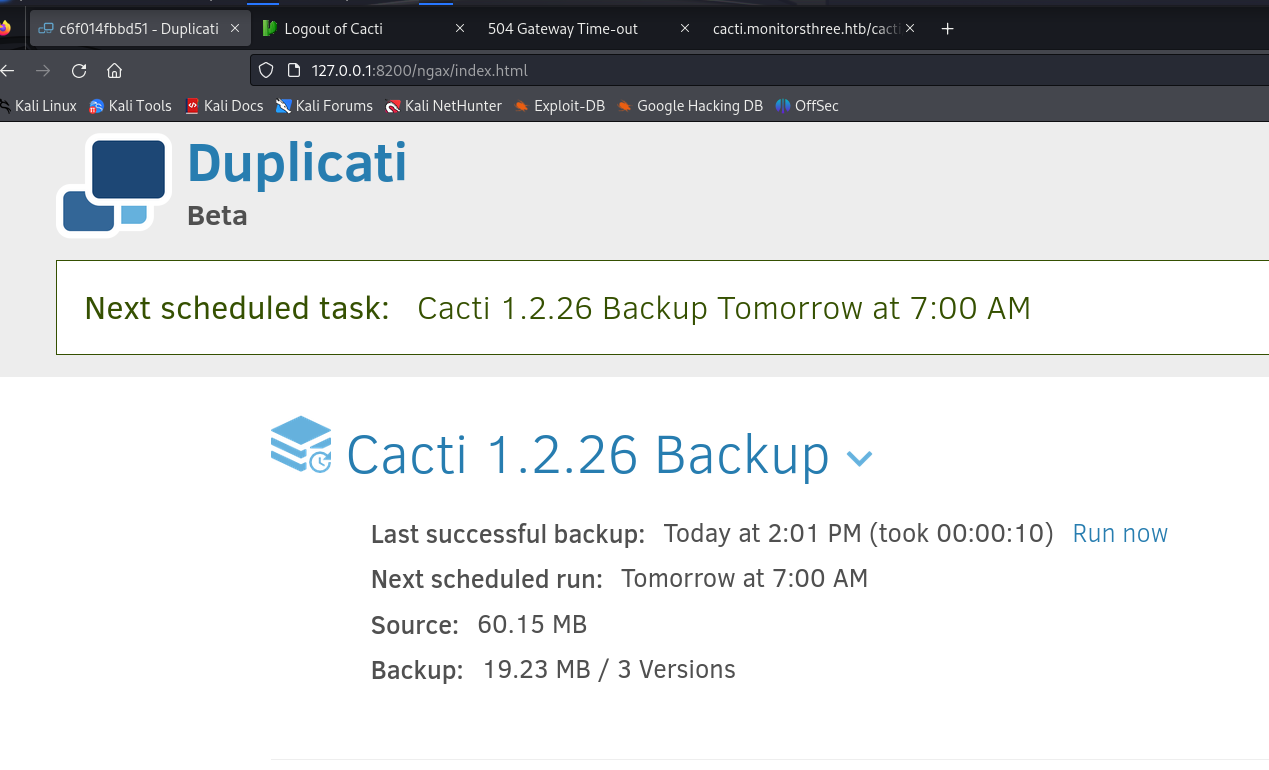 c6f014fbbd51 - Duplicati
Logout of Cacti
504 Gateway Time-out
cacti.monitorsthree.htb/cacti
127.0.0.1:8200/ngax/index.html
Kali Linux Kali Tools Kali Docs Kali Forums Kali NetHunter Exploit-DB Google Hacking DB OffSec
Duplicati
Beta
Next scheduled task: Cacti 1.2.26 Backup Tomorrow at 7:00 AM
Cacti 1.2.26 Backup
Last successful backup: Today at 2:01 PM (took 00:00:10) Run now
Next scheduled run: Tomorrow at 7:00 AM
Source: 60.15 MB
Backup: 19.23 MB / 3 Versions